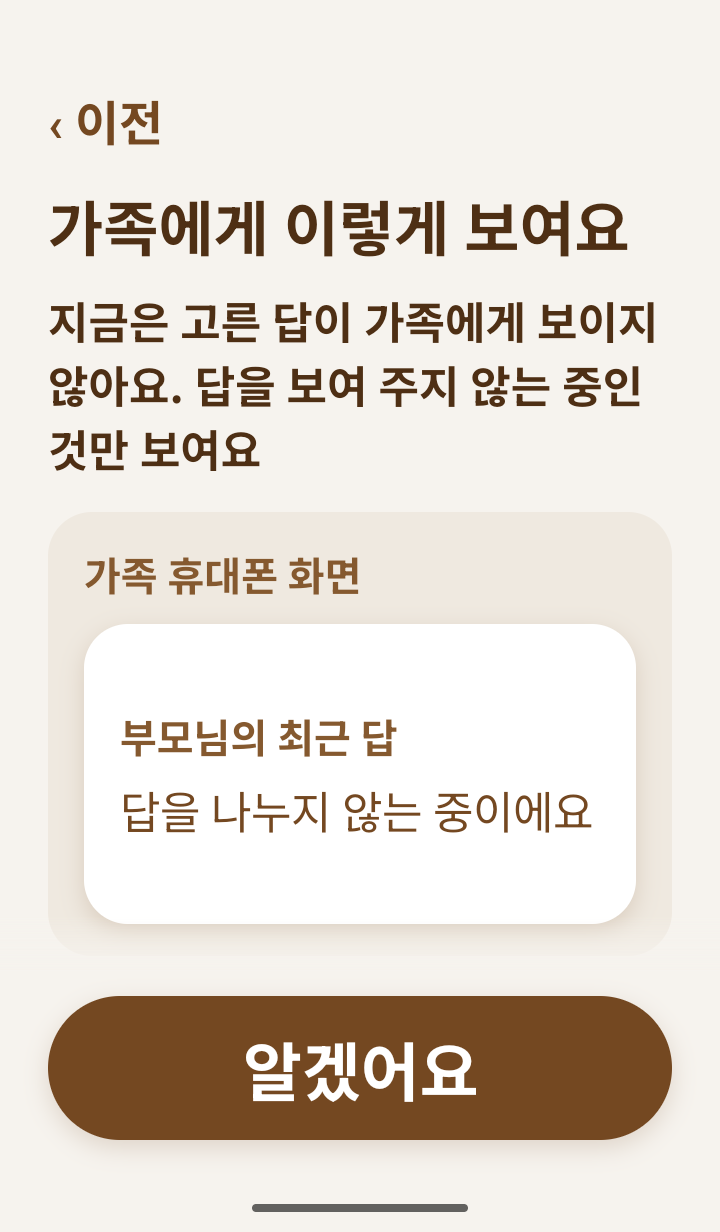 ‹ 이전
가족에게 이렇게 보여요
지금은 고른 답이 가족에게 보이지
않아요. 답을 보여 주지 않는 중인
것만 보여요
가족 휴대폰 화면
부모님의 최근 답
답을 나누지 않는 중이에요
알겠어요